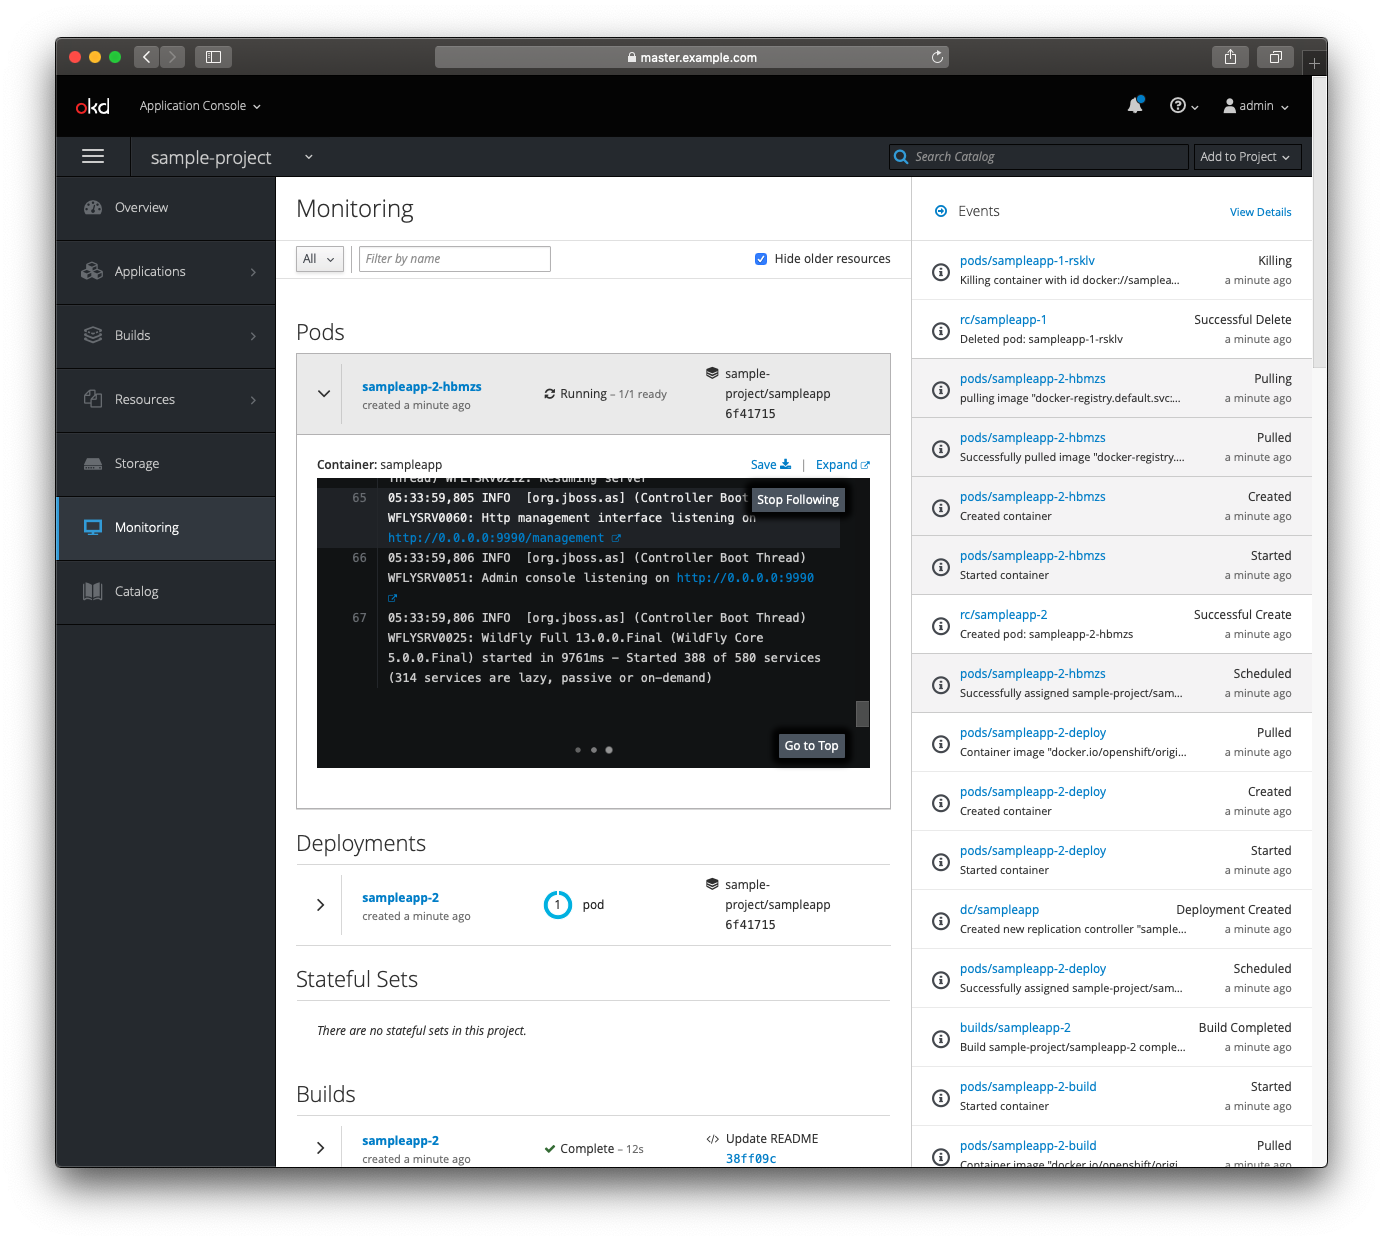 master.example.com
okd
Application Console
admin
sample-project
Search Catalog
Add to Project
Overview
Applications
Builds
Resources
Storage
Monitoring
Catalog
Monitoring
All
Filter by name
Hide older resources
Pods
sampleapp-2-hbmzs
created a minute ago
Running – 1/1 ready
sample-
project/sampleapp
6f41715
Container: sampleapp
Save | Expand
Thread) WFLYSRV0212: Resuming server
65 05:33:59,805 INFO [org.jboss.as] (Controller Boot
Stop Following
WFLYSRV0060: Http management interface listening on
http://0.0.0.0:9990/management
66 05:33:59,806 INFO [org.jboss.as] (Controller Boot Thread)
WFLYSRV0051: Admin console listening on http://0.0.0.0:9990
67 05:33:59,806 INFO [org.jboss.as] (Controller Boot Thread)
WFLYSRV0025: WildFly Full 13.0.0.Final (WildFly Core
5.0.0.Final) started in 9761ms – Started 388 of 580 services
(314 services are lazy, passive or on-demand)
Go to Top
Deployments
sampleapp-2
created a minute ago
1 pod
sample-
project/sampleapp
6f41715
Stateful Sets
There are no stateful sets in this project.
Builds
sampleapp-2
created a minute ago
Complete – 12s
Update README
38ff09c
Events
View Details
pods/sampleapp-1-rsklv Killing
Killing container with id docker://samplea... a minute ago
rc/sampleapp-1 Successful Delete
Deleted pod: sampleapp-1-rsklv a minute ago
pods/sampleapp-2-hbmzs Pulling
pulling image "docker-registry.default.svc:... a minute ago
pods/sampleapp-2-hbmzs Pulled
Successfully pulled image "docker-registry.... a minute ago
pods/sampleapp-2-hbmzs Created
Created container a minute ago
pods/sampleapp-2-hbmzs Started
Started container a minute ago
rc/sampleapp-2 Successful Create
Created pod: sampleapp-2-hbmzs a minute ago
pods/sampleapp-2-hbmzs Scheduled
Successfully assigned sample-project/sam... a minute ago
pods/sampleapp-2-deploy Pulled
Container image "docker.io/openshift/origi... a minute ago
pods/sampleapp-2-deploy Created
Created container a minute ago
pods/sampleapp-2-deploy Started
Started container a minute ago
dc/sampleapp Deployment Created
Created new replication controller "sample... a minute ago
pods/sampleapp-2-deploy Scheduled
Successfully assigned sample-project/sam... a minute ago
builds/sampleapp-2 Build Completed
Build sample-project/sampleapp-2 comple... a minute ago
pods/sampleapp-2-build Started
Started container a minute ago
pods/sampleapp-2-build Pulled
Container image "docker.io/openshift/origi... a minute ago